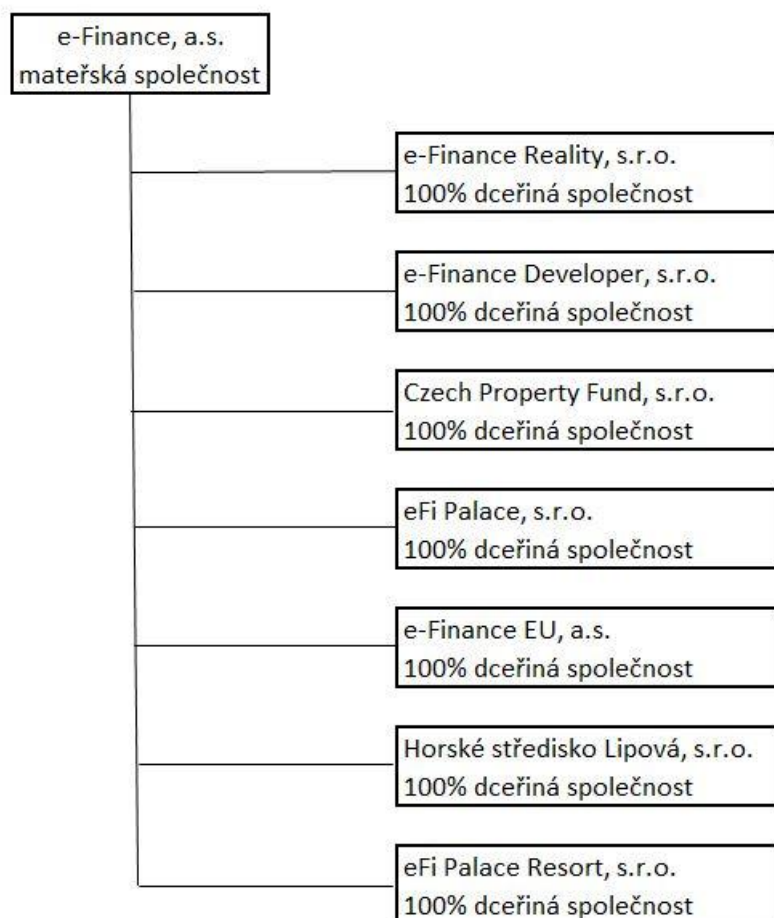 e-Finance, a.s.
mateřská společnost
e-Finance Reality, s.r.o.
100% dceřiná společnost
e-Finance Developer, s.r.o.
100% dceřiná společnost
Czech Property Fund, s.r.o.
100% dceřiná společnost
eFi Palace, s.r.o.
100% dceřiná společnost
e-Finance EU, a.s.
100% dceřiná společnost
Horské středisko Lipová, s.r.o.
100% dceřiná společnost
eFi Palace Resort, s.r.o.
100% dceřiná společnost